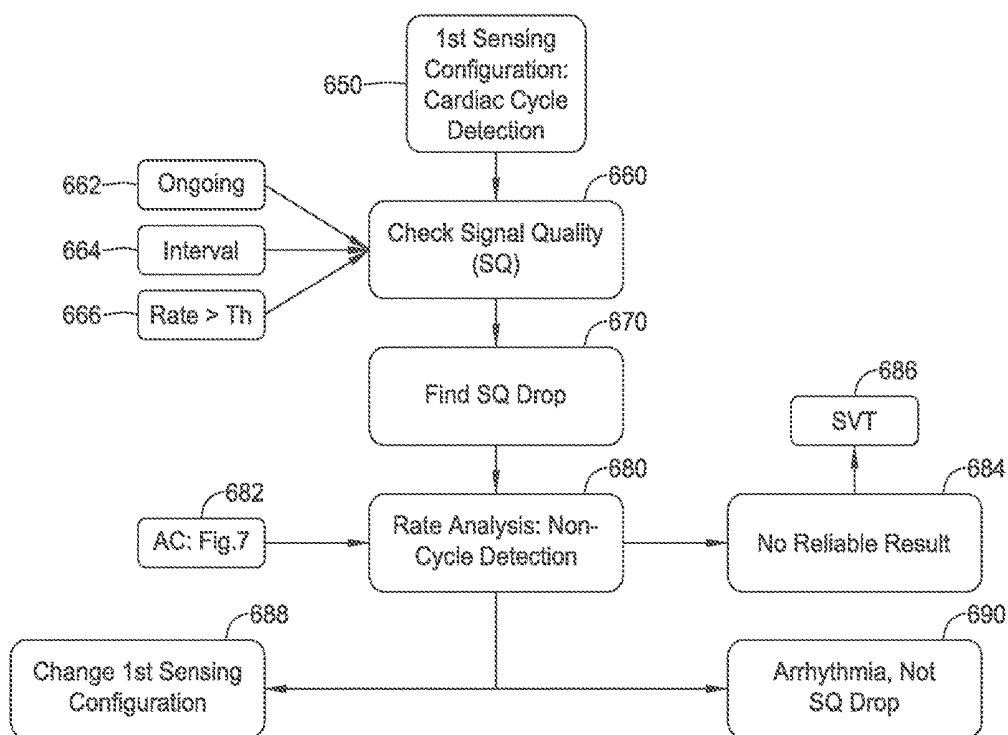 1st Sensing
Configuration:
Cardiac Cycle
Detection
650
660
662
Ongoing
Check Signal Quality
(SQ)
664
Interval
666
Rate > Th
670
Find SQ Drop
686
SVT
680
684
682
AC: Fig.7
Rate Analysis: Non-
Cycle Detection
No Reliable Result
688
690
Change 1st Sensing
Configuration
Arrhythmia, Not
SQ Drop